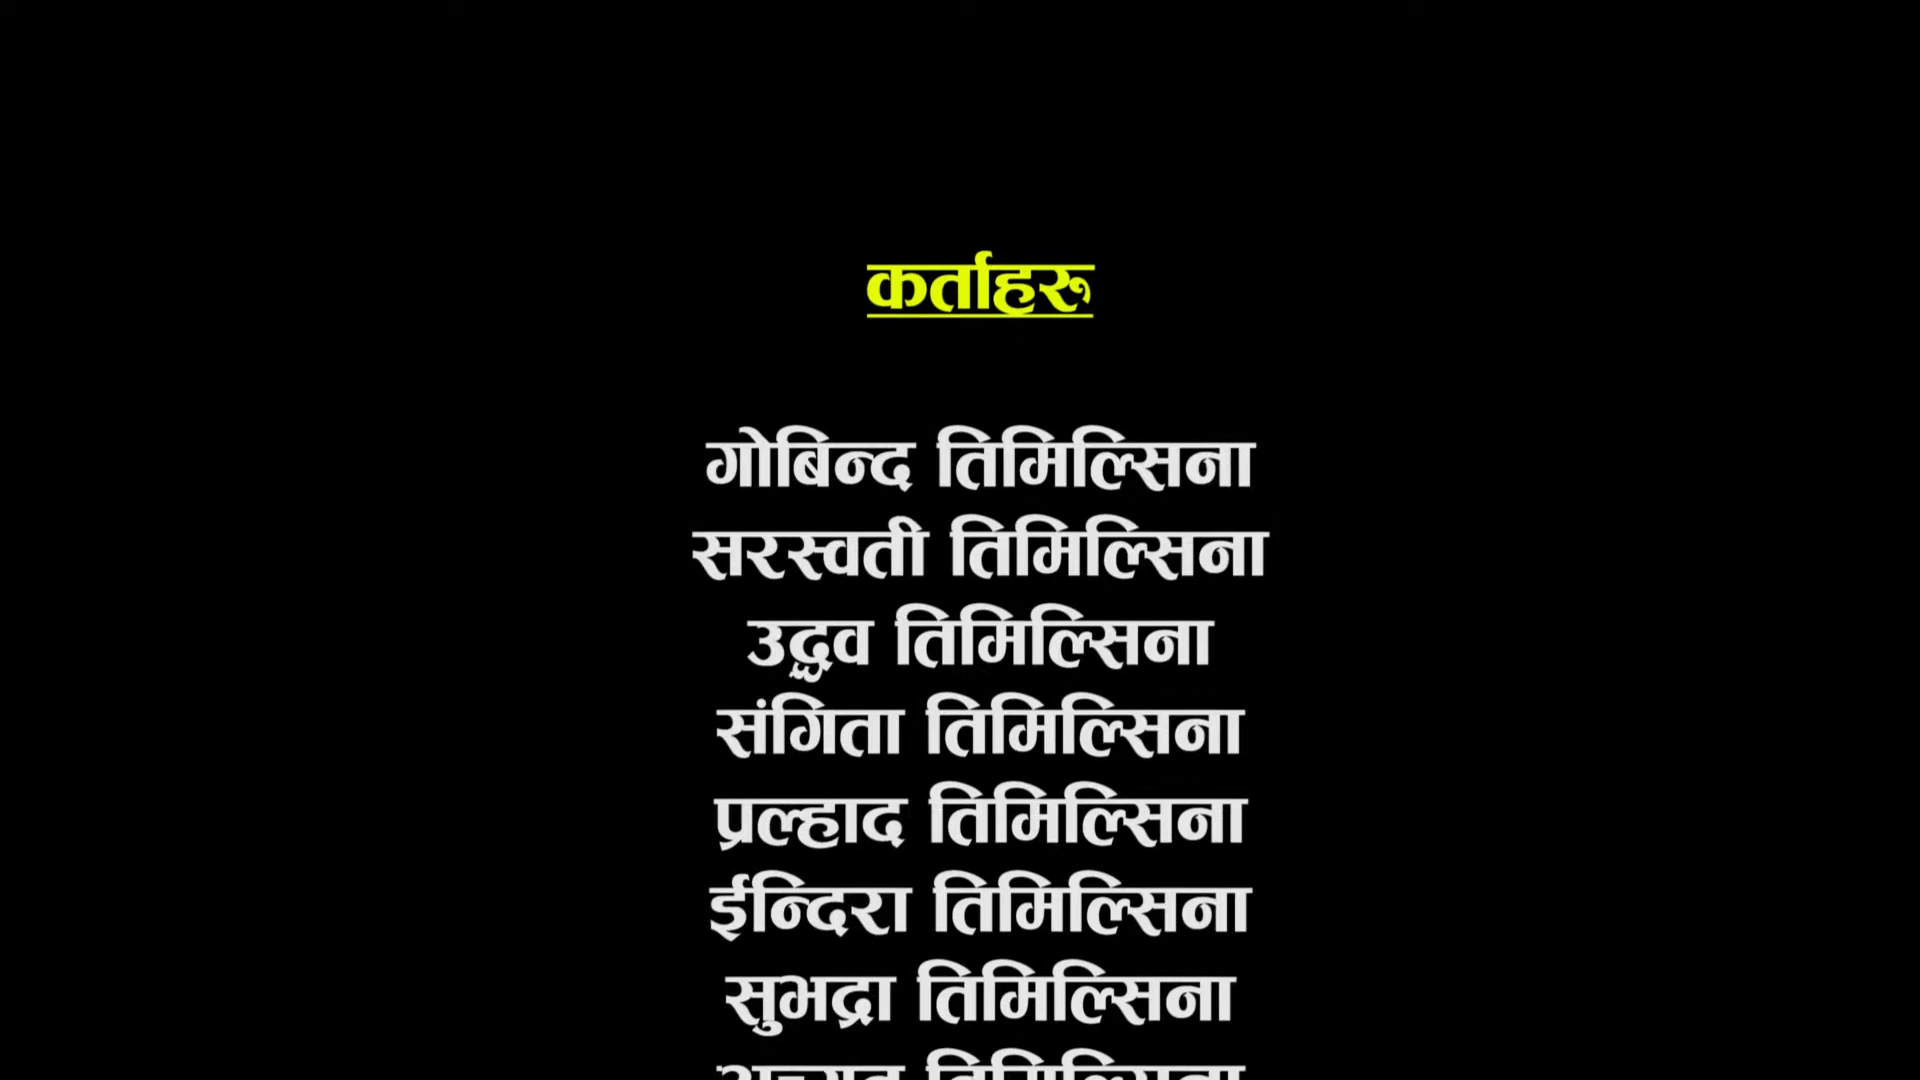 कर्ताहरु
गोबिन्द तिमिल्सिना
सरस्वती तिमिल्सिना
उद्धव तिमिल्सिना
संगिता तिमिल्सिना
प्रल्हाद तिमिल्सिना
ईन्दिरा तिमिल्सिना
सुभद्रा तिमिल्सिना
तिमिल्सिना